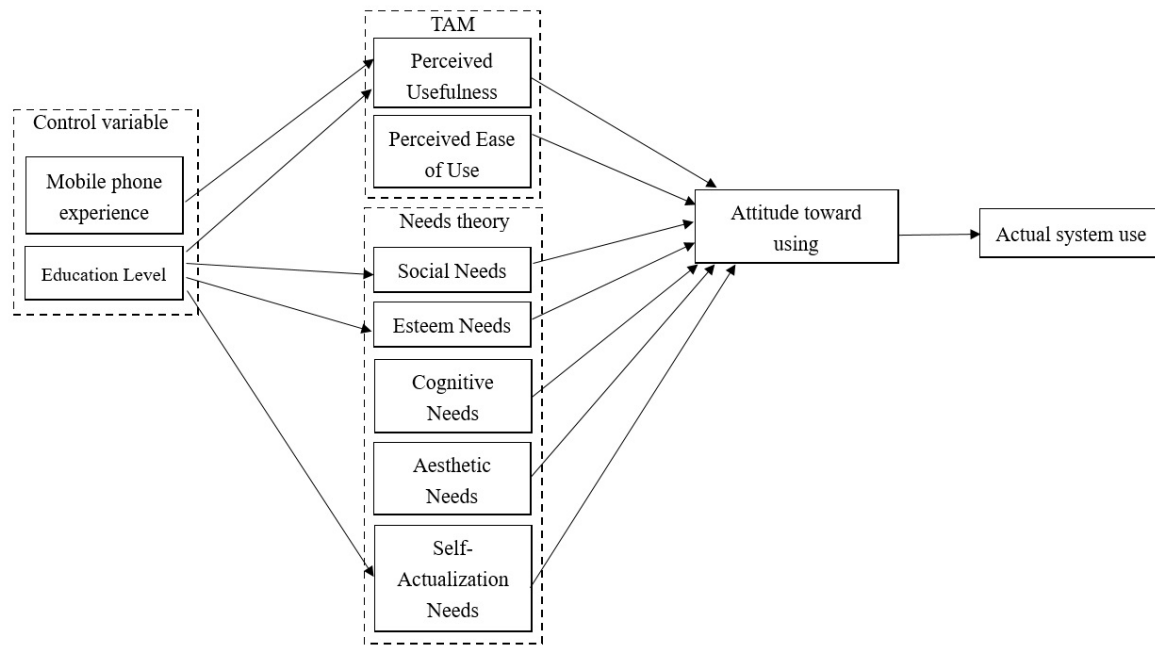 TAM
Perceived
Usefulness
Perceived Ease
of Use
Control variable
Mobile phone
experience
Education Level
Needs theory
Social Needs
Esteem Needs
Cognitive
Needs
Aesthetic
Needs
Self-
Actualization
Needs
Attitude toward
using
Actual system use